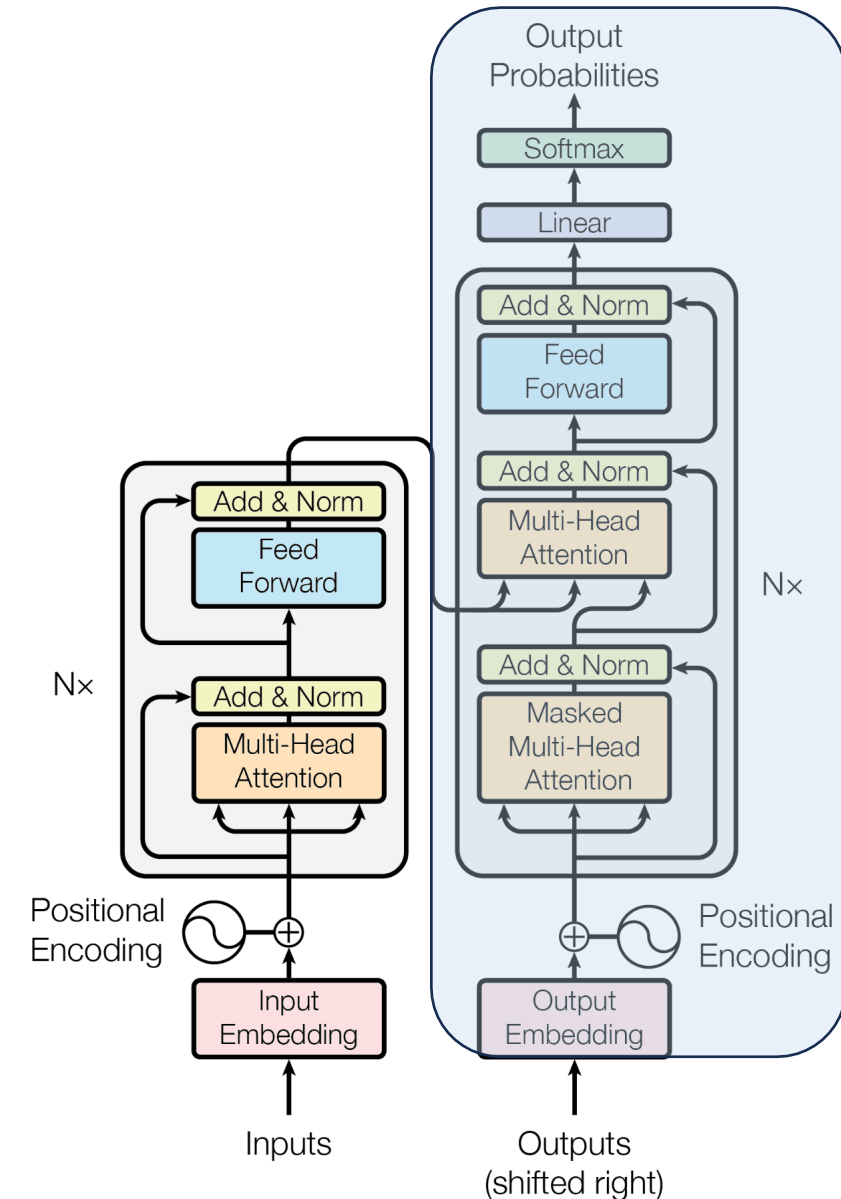 Output
Probabilities
Softmax
Linear
Add & Norm
Feed
Forward
Add & Norm
Multi-Head
Attention
Add & Norm
Masked
Multi-Head
Attention
N×
Positional
Encoding
Output
Embedding
Outputs
(shifted right)
Add & Norm
Feed
Forward
Add & Norm
Multi-Head
Attention
N×
Positional
Encoding
Input
Embedding
Inputs